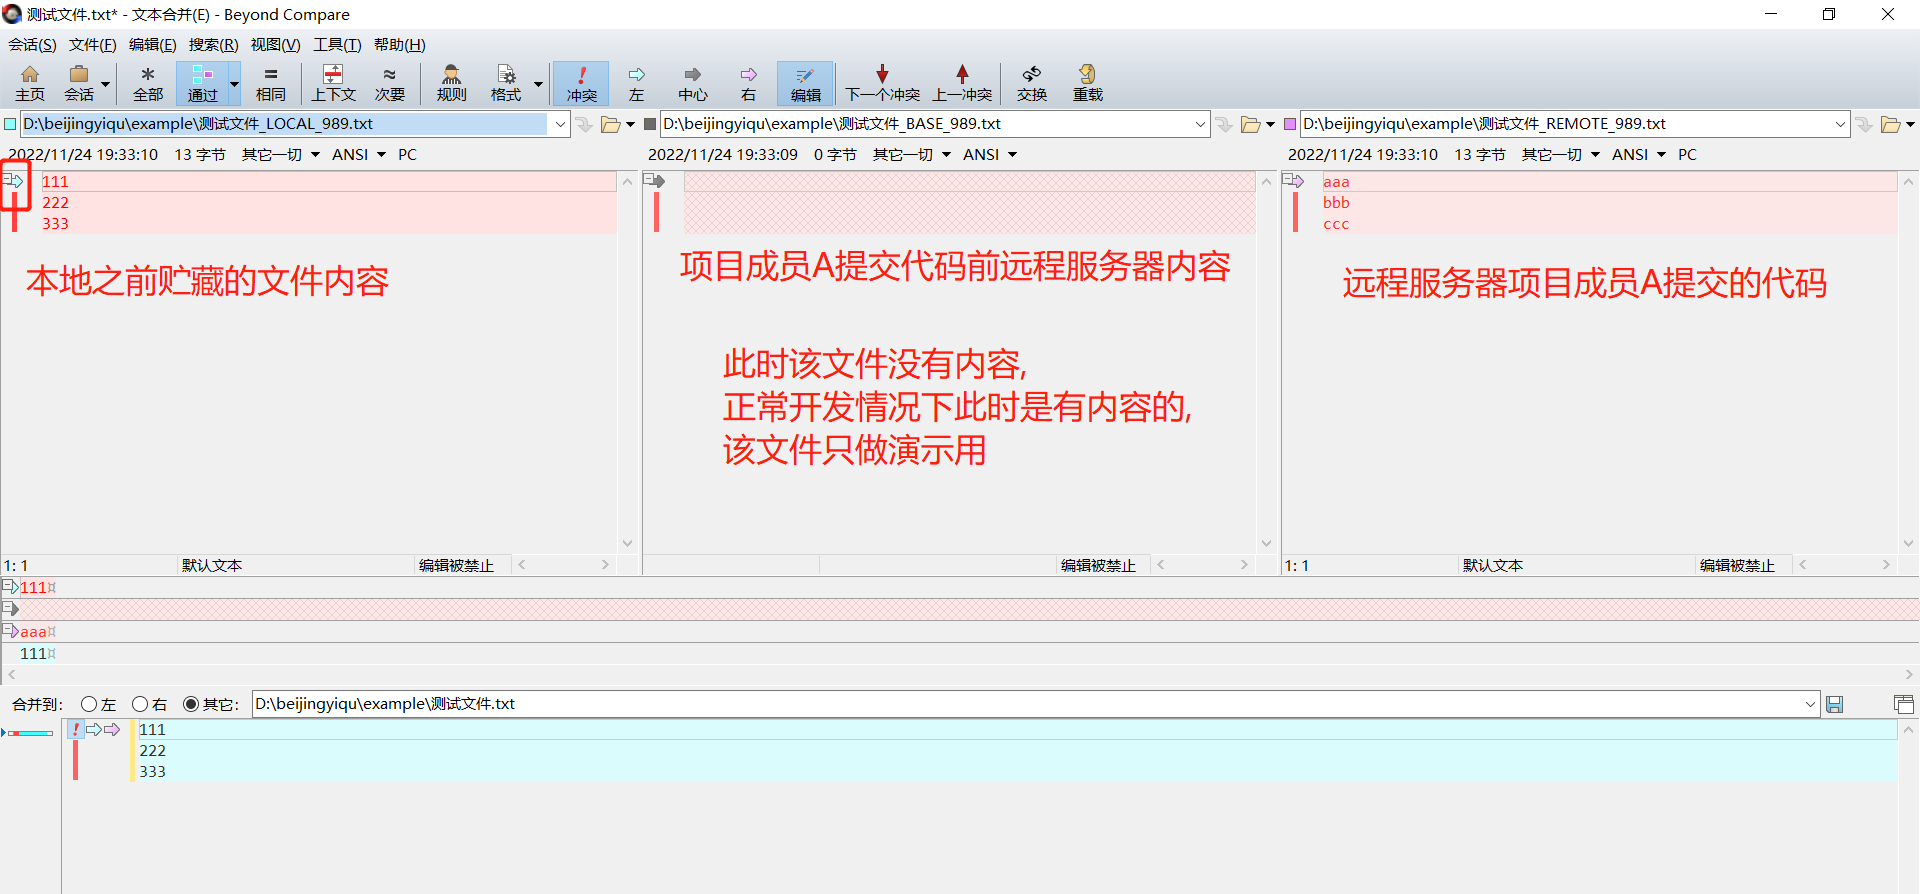 测试文件.txt* - 文本合并(E) - Beyond Compare
会话(S) 文件(F) 编辑(E) 搜索(R) 视图(V) 工具(T) 帮助(H)
主页 会话 全部 通过 相同 上下文 次要 规则 格式 冲突 左 中心 右 编辑 下一个冲突 上一冲突 交换 重载
D:\beijingyiqu\example\测试文件_LOCAL_989.txt D:\beijingyiqu\example\测试文件_BASE_989.txt D:\beijingyiqu\example\测试文件_REMOTE_989.txt
2022/11/24 19:33:10 13 字节 其它一切 ANSI PC 2022/11/24 19:33:09 0 字节 其它一切 ANSI 2022/11/24 19:33:10 13 字节 其它一切 ANSI PC
111
222
333
本地之前贮藏的文件内容
项目成员A提交代码前远程服务器内容
此时该文件没有内容,
正常开发情况下此时是有内容的,
该文件只做演示用
aaa
bbb
ccc
远程服务器项目成员A提交的代码
1: 1 默认文本 编辑被禁止 编辑被禁止 1: 1 默认文本 编辑被禁止
111¤
aaa¤
111¤
合并到: 左 右 其它: D:\beijingyiqu\example\测试文件.txt
111
222
333